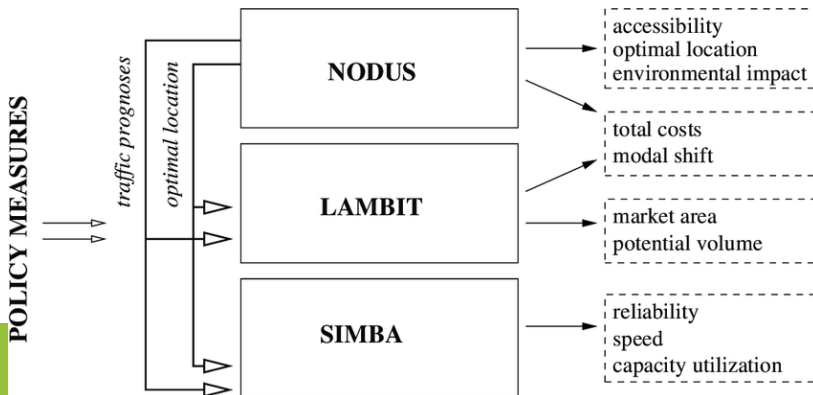 POLICY MEASURES
traffic prognoses
optimal location
NODUS
LAMBIT
SIMBA
accessibility
optimal location
environmental impact
total costs
modal shift
market area
potential volume
reliability
speed
capacity utilization